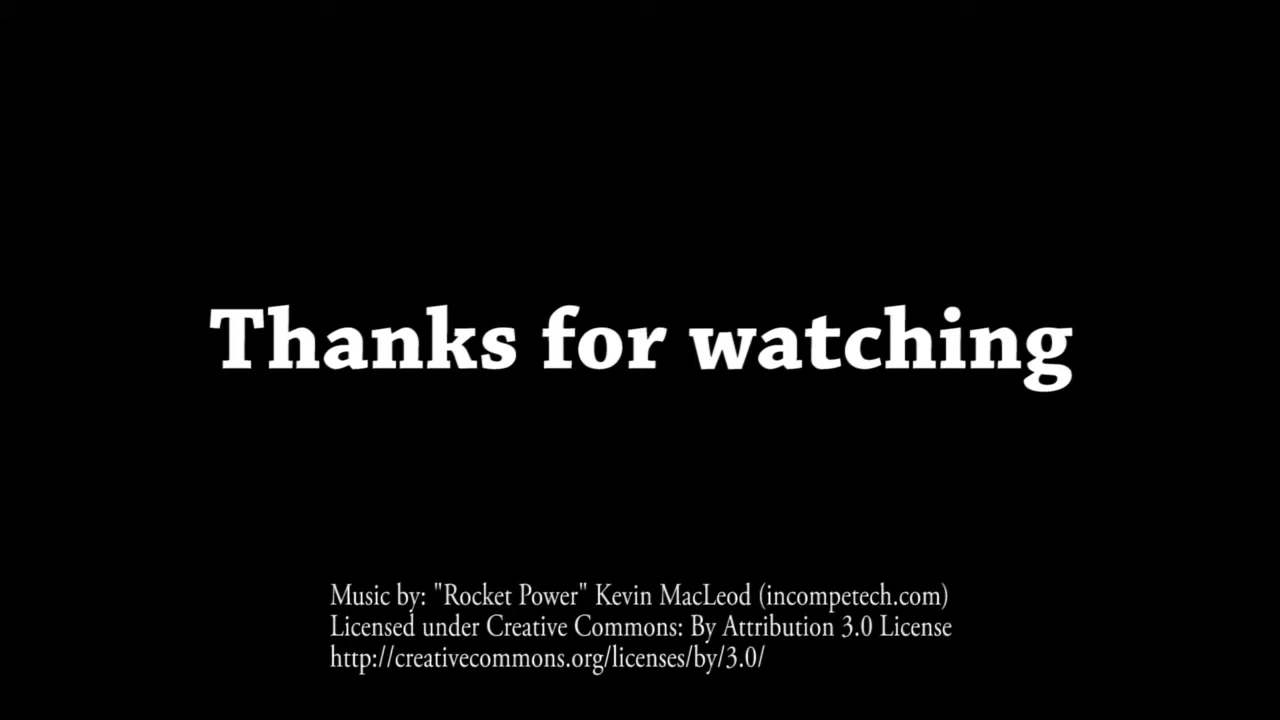 Thanks for watching
Music by: "Rocket Power" Kevin MacLeod (incompetech.com)
Licensed under Creative Commons: By Attribution 3.0 License
http://creativecommons.org/licenses/by/3.0/